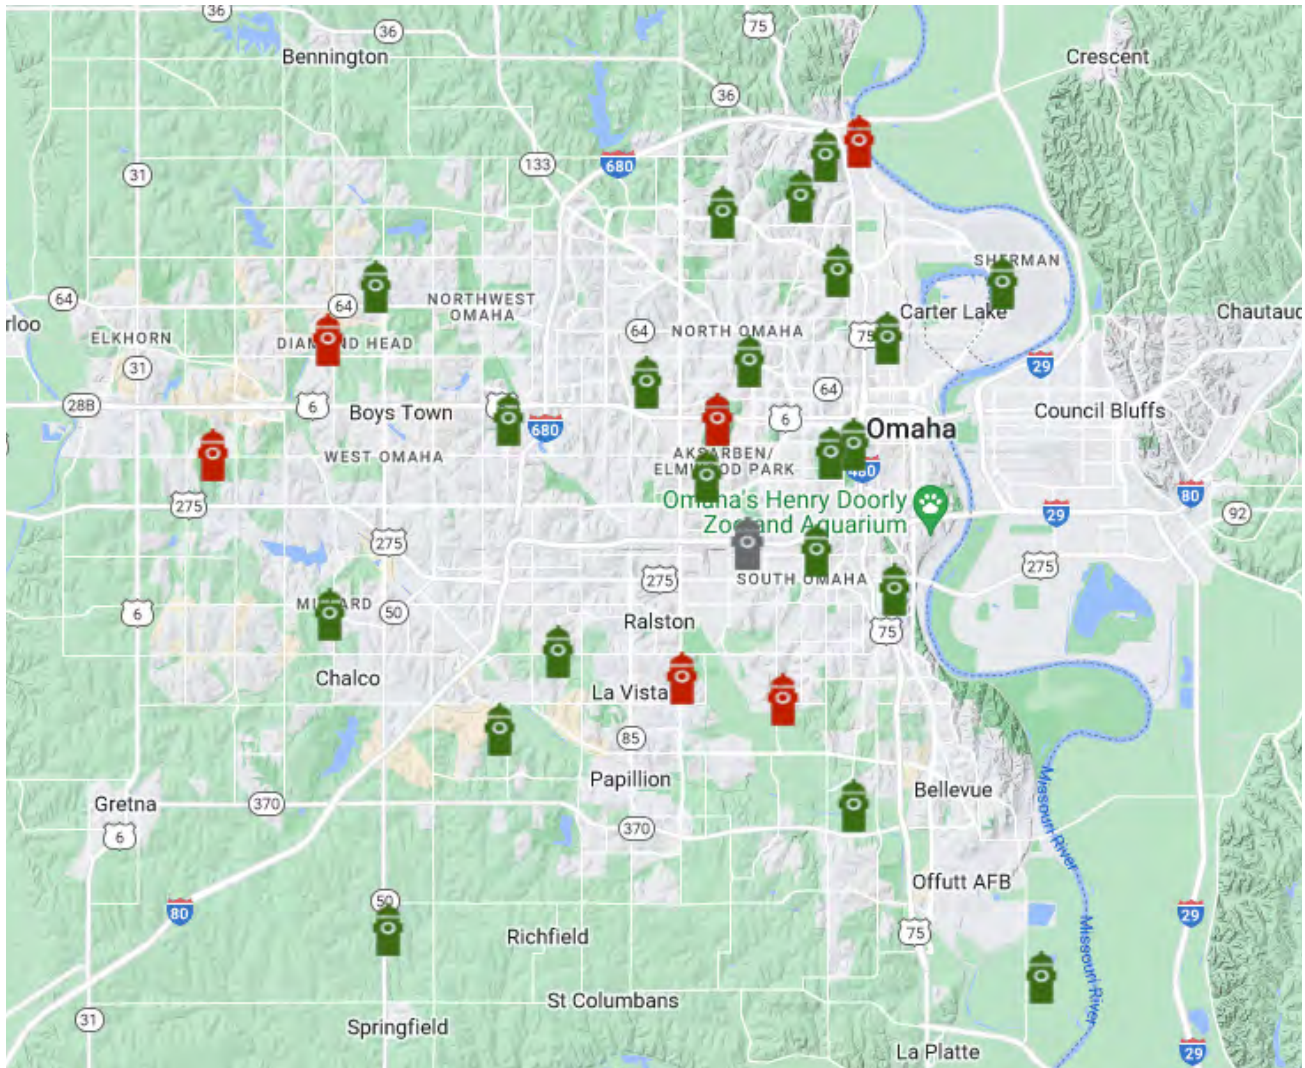 36
75
Bennington
36
Crescent
36
133
680
31
SHERMAN
64
64
NORTHWEST
OMAHA
Carter Lake
Chautauq
rloo
ELKHORN
64
NORTH OMAHA
75
DIAMOND HEAD
31
29
64
28B
6
Boys Town
6
Council Bluffs
680
Omaha
WEST OMAHA
AKSARBEN/
ELMWOOD PARK
480
80
275
Omaha's Henry Doorly
Zoo and Aquarium
29
92
275
275
SOUTH OMAHA
275
MILLARD
50
6
Ralston
75
Chalco
La Vista
85
Papillion
Bellevue
Missouri River
Gretna
370
370
6
Offutt AFB
50
80
29
75
Richfield
Missouri River
St Columbans
31
Springfield
La Platte
29